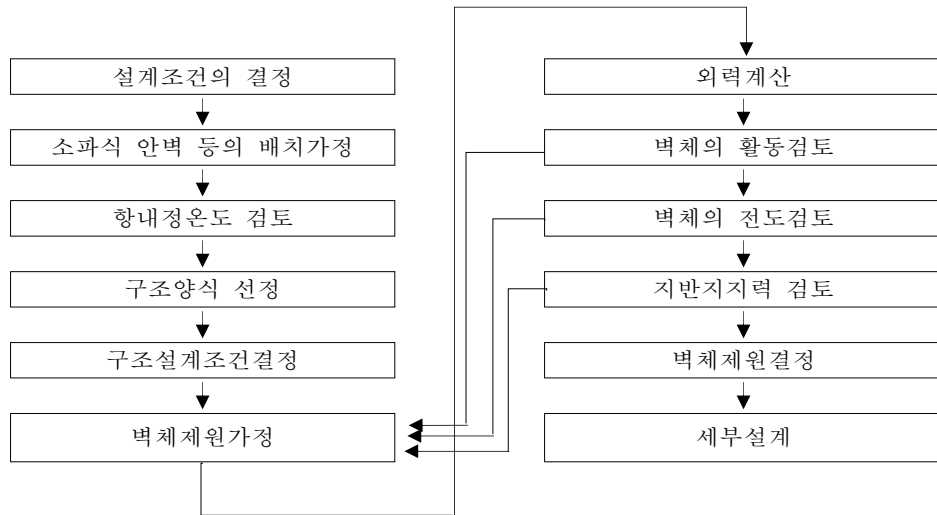 설계조건의 결정
소파식 안벽 등의 배치가정
항내정온도 검토
구조양식 선정
구조설계조건결정
벽체제원가정
외력계산
벽체의 활동검토
벽체의 전도검토
지반지지력 검토
벽체제원결정
세부설계